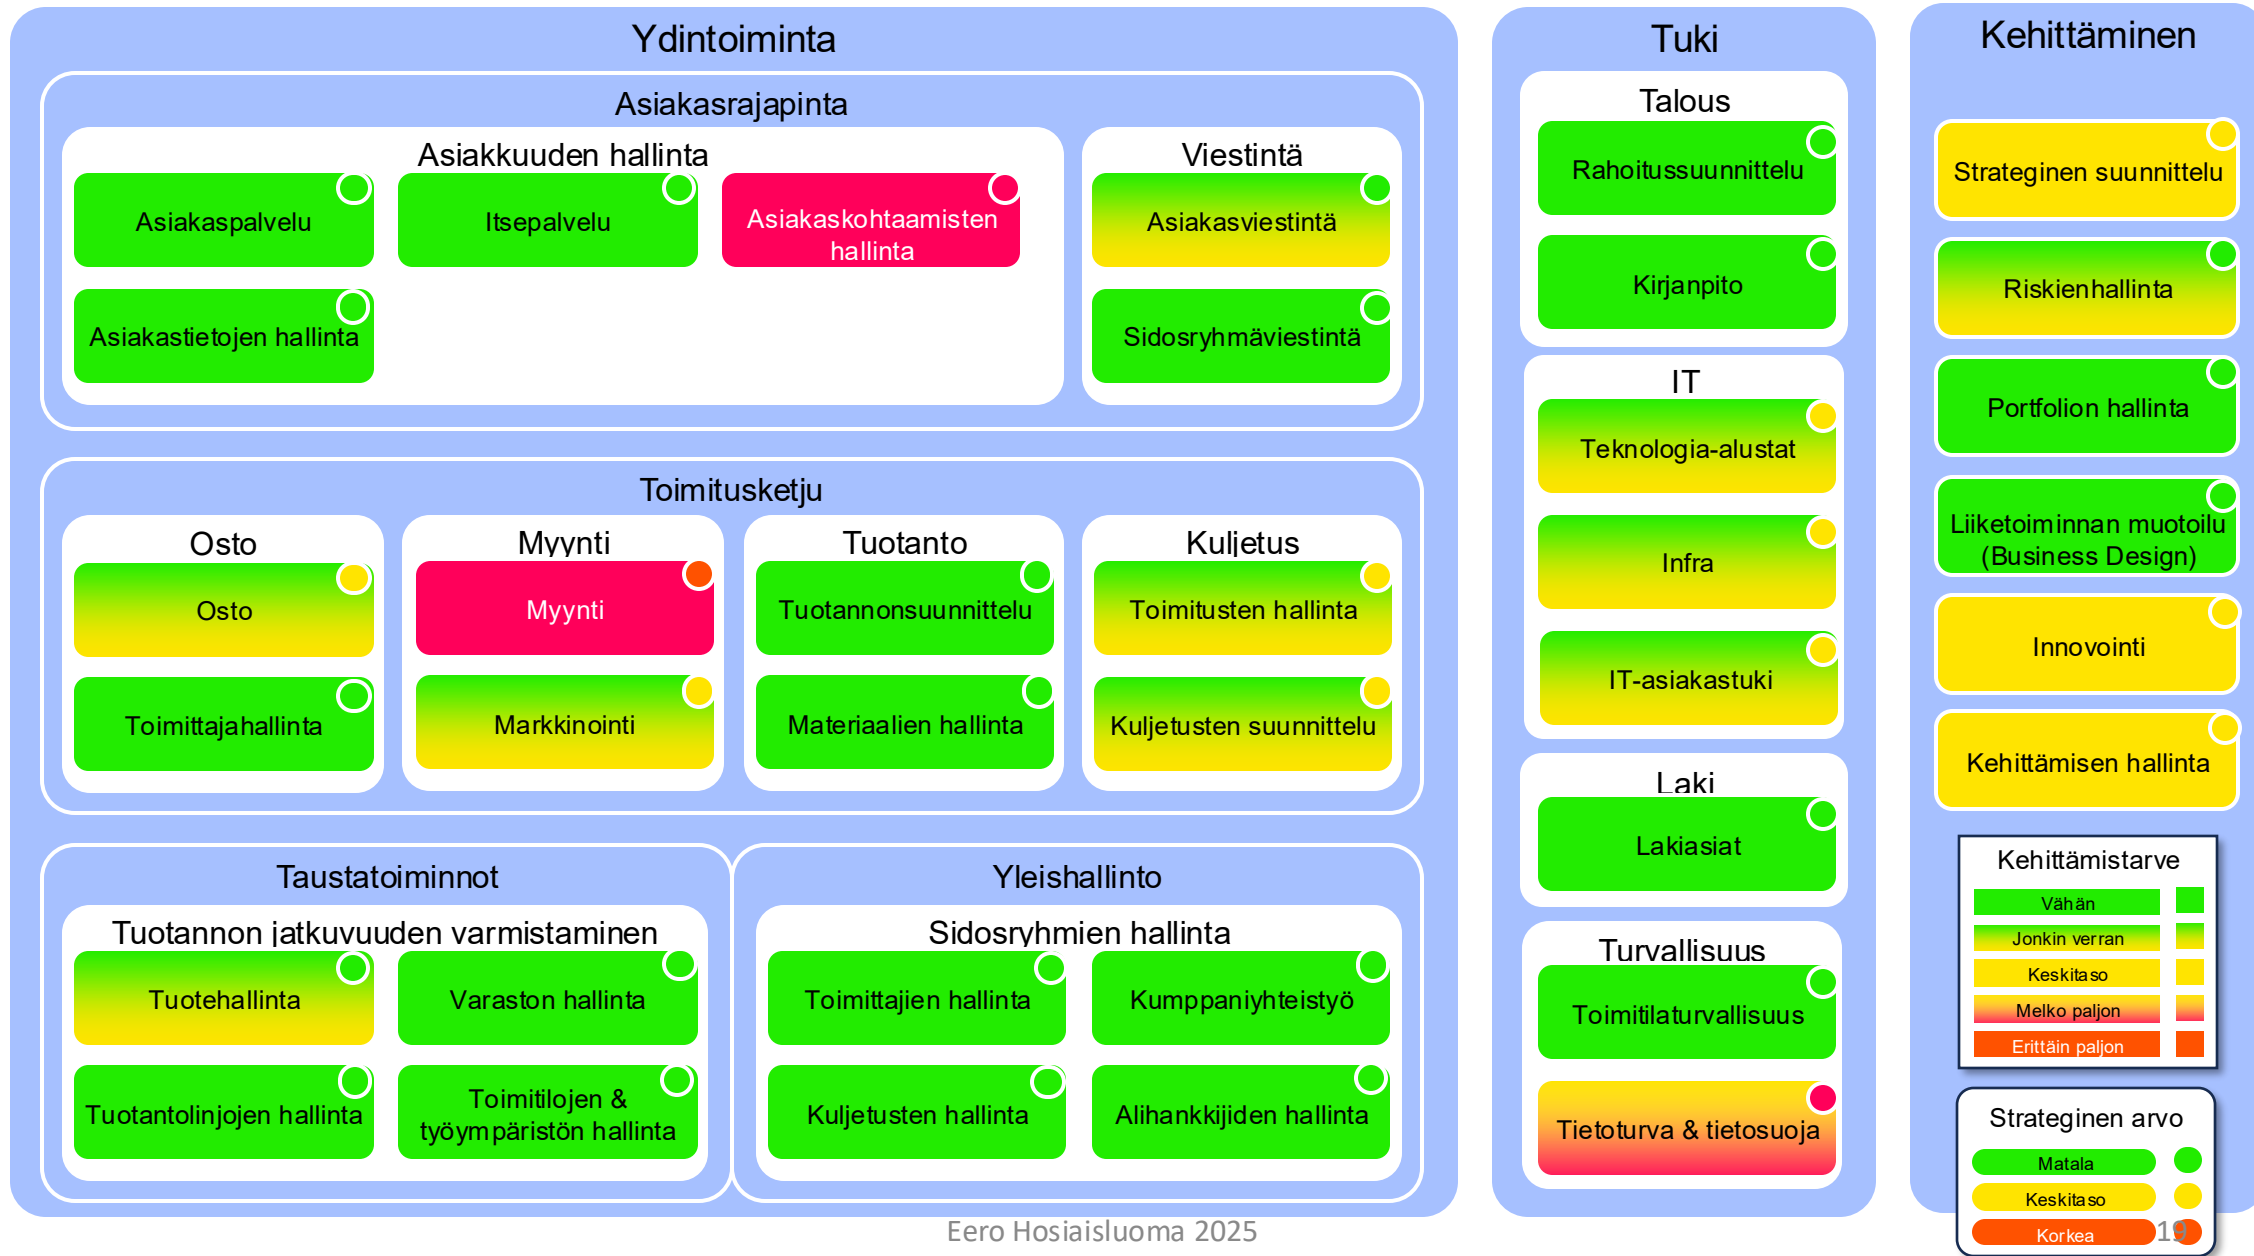 Ydintoiminta
Asiakasrajapinta
Asiakkuuden hallinta
Asiakaspalvelu
Itsepalvelu
Asiakaskohtaamisten
hallinta
Asiakastietojen hallinta
Viestintä
Asiakasviestintä
Sidosryhmäviestintä
Toimitusketju
Osto
Osto
Toimittajahallinta
Myynti
Myynti
Markkinointi
Tuotanto
Tuotannonsuunnittelu
Materiaalien hallinta
Kuljetus
Toimitusten hallinta
Kuljetusten suunnittelu
Taustatoiminnot
Tuotannon jatkuvuuden varmistaminen
Tuotehallinta
Varaston hallinta
Tuotantolinjojen hallinta
Toimitilojen &
työympäristön hallinta
Yleishallinto
Sidosryhmien hallinta
Toimittajien hallinta
Kumppaniyhteistyö
Kuljetusten hallinta
Alihankkijiden hallinta
Tuki
Talous
Rahoitussuunnittelu
Kirjanpito
IT
Teknologia-alustat
Infra
IT-asiakastuki
Laki
Lakiasiat
Turvallisuus
Toimitilaturvallisuus
Tietoturva & tietosuoja
Kehittäminen
Strateginen suunnittelu
Riskienhallinta
Portfolion hallinta
Liiketoiminnan muotoilu
(Business Design)
Innovointi
Kehittämisen hallinta
Kehittämistarve
Vähän
Jonkin verran
Keskitaso
Melko paljon
Erittäin paljon
Strateginen arvo
Matala
Keskitaso
Korkea
Eero Hosiaisluoma 2025
19